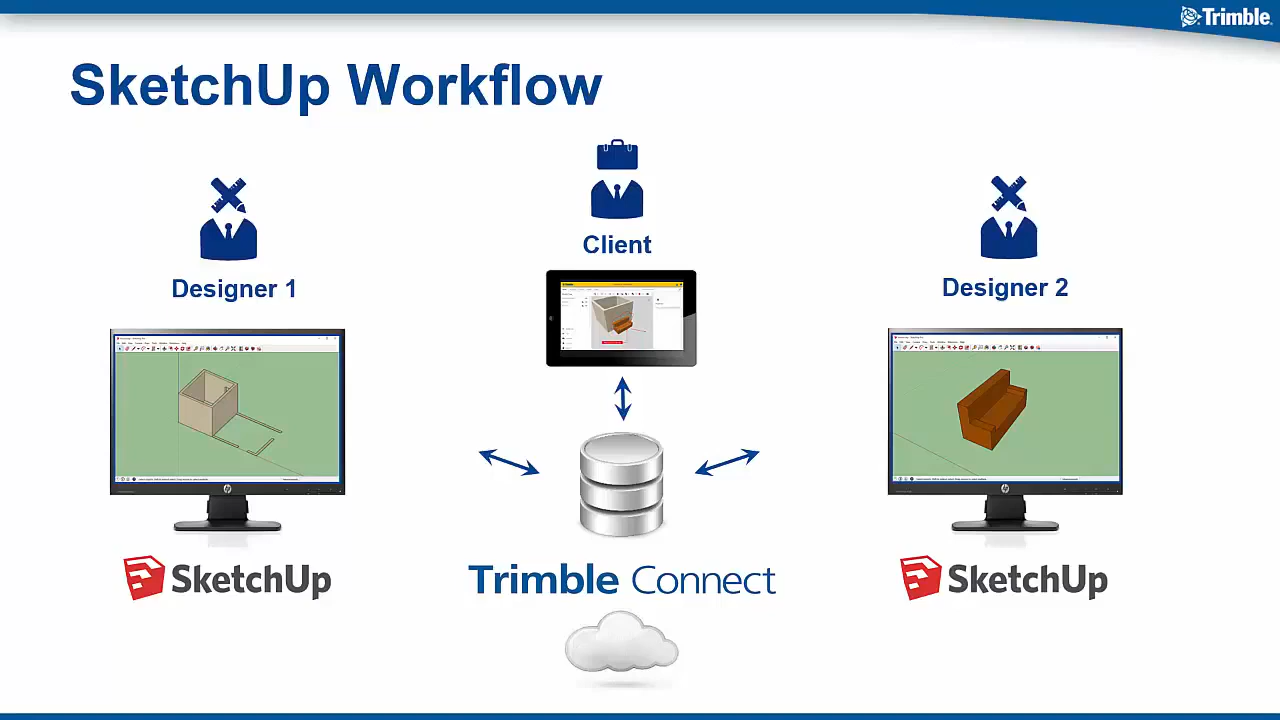 Trimble
SketchUp Workflow
Client
Designer 1
Designer 2
SketchUp
Trimble Connect
SketchUp